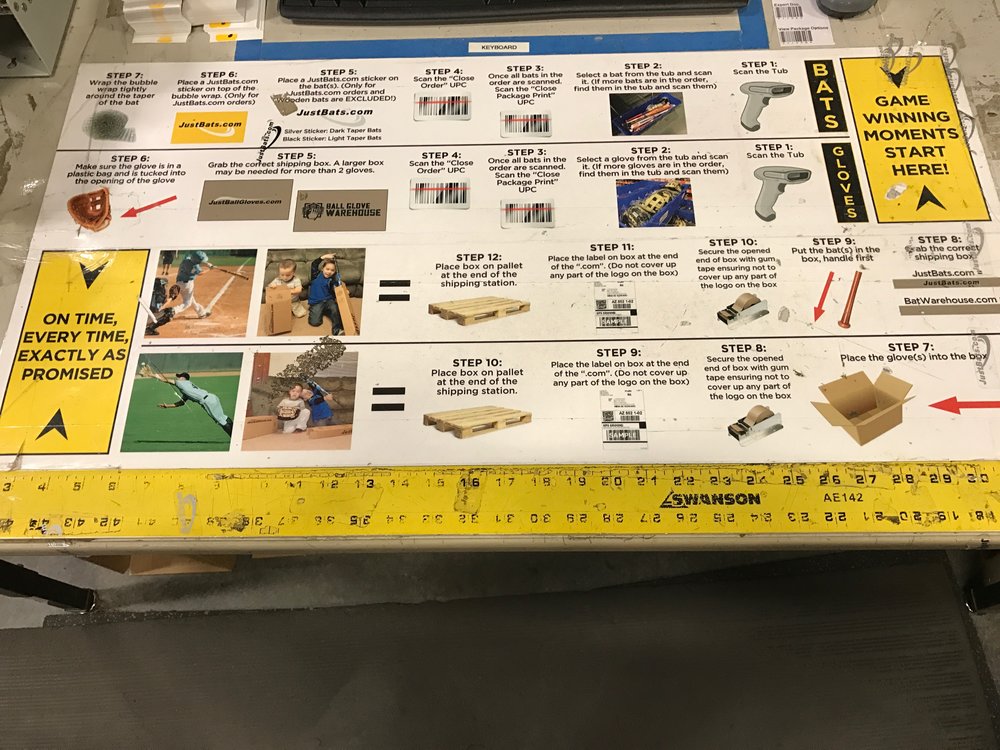 Expert Doc
View Package Options
KEYBOARD
STEP 7:
Wrap the bubble
wrap tightly
around the taper
of the bat
STEP 6:
Place a JustBats.com
sticker on top of the
bubble wrap. (Only for
JustBats.com orders)
JustBats.com
STEP 5:
Place a JustBats.com sticker on
the bat(s). (Only for
JustBats.com orders and
wooden bats are EXCLUDED!)
JustBats.com
JustBats.com
Silver Sticker: Dark Taper Bats
Black Sticker: Light Taper Bats
STEP 4:
Scan the "Close
Order" UPC
STEP 3:
Once all bats in the
order are scanned.
Scan the "Close
Package Print"
UPC
STEP 2:
Select a bat from the tub and scan
it. (If more bats are in the order,
find them in the tub and scan them)
STEP 1:
Scan the Tub
BATS
GAME
WINNING
MOMENTS
START
HERE!
STEP 6:
Make sure the glove is in a
plastic bag and is tucked into
the opening of the glove
STEP 5:
Grab the correct shipping box. A larger box
may be needed for more than 2 gloves.
JustBallGloves.com
BALL GLOVE
WAREHOUSE
STEP 4:
Scan the "Close
Order" UPC
STEP 3:
Once all bats in the
order are scanned.
Scan the "Close
Package Print"
UPC
STEP 2:
Select a glove from the tub and scan
it. (If more gloves are in the order,
find them in the tub and scan them)
STEP 1:
Scan the Tub
GLOVES
ON TIME,
EVERY TIME,
EXACTLY AS
PROMISED
=
STEP 12:
Place box on pallet
at the end of the
shipping station.
STEP 11:
Place the label on box at the end
of the ".com". (Do not cover up
any part of the logo on the box)
SAMPLE
STEP 10:
Secure the opened
end of box with gum
tape ensuring not to
cover up any part of
the logo on the box
STEP 9:
Put the bat(s) in the
box, handle first
STEP 8:
Grab the correct
shipping box
JustBats.com
JustBats.com
BatWarehouse.com
=
STEP 10:
Place box on pallet
at the end of the
shipping station.
STEP 9:
Place the label on box at the end
of the ".com". (Do not cover up
any part of the logo on the box)
AZ 852 1-02
SAMPLE
STEP 8:
Secure the opened
end of box with gum
tape ensuring not to
cover up any part of
the logo on the box
STEP 7:
Place the glove(s) into the box
JustBats
3 4 5 6 7 8 9 10 11 12 13 14 15 16 17 18 19 20 21 22 23 24 25 26 27 28 29 30
SWANSON
AE142